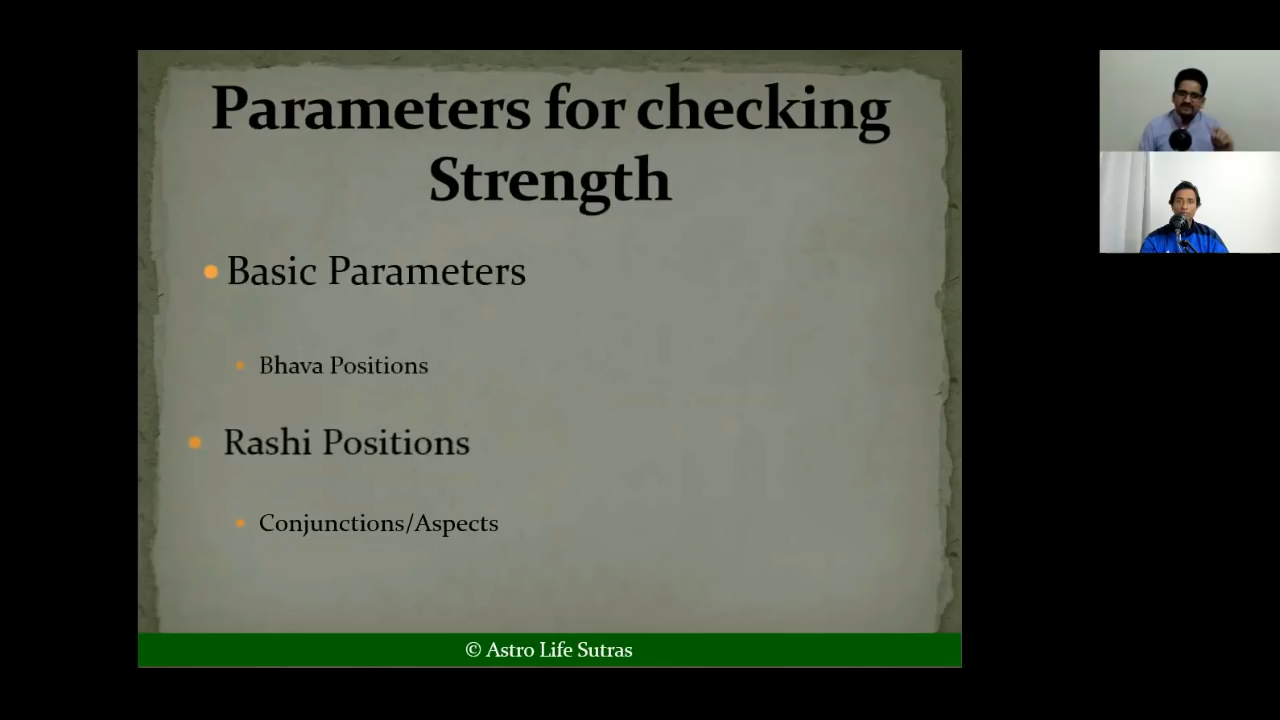 Parameters for checking
Strength
Basic Parameters
Bhava Positions
Rashi Positions
Conjunctions/Aspects
© Astro Life Sutras